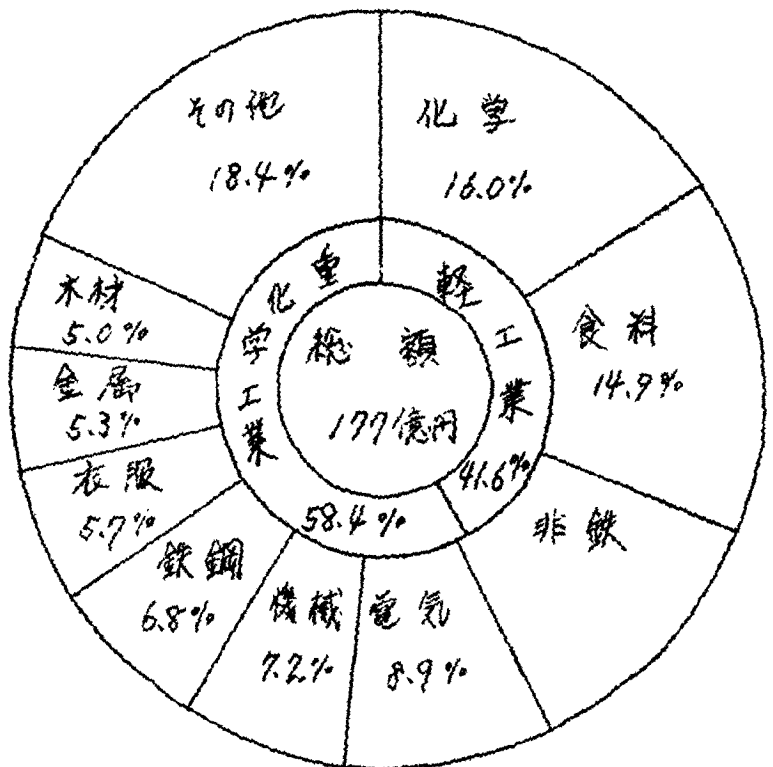 その他
18.4%
化学
16.0%
食料
14.9%
非鉄
電気
8.9%
機械
7.2%
鉄鋼
6.8%
衣服
5.7%
金属
5.3%
木材
5.0%
軽工業
41.6%
重化学工業
58.4%
総額
1771億円